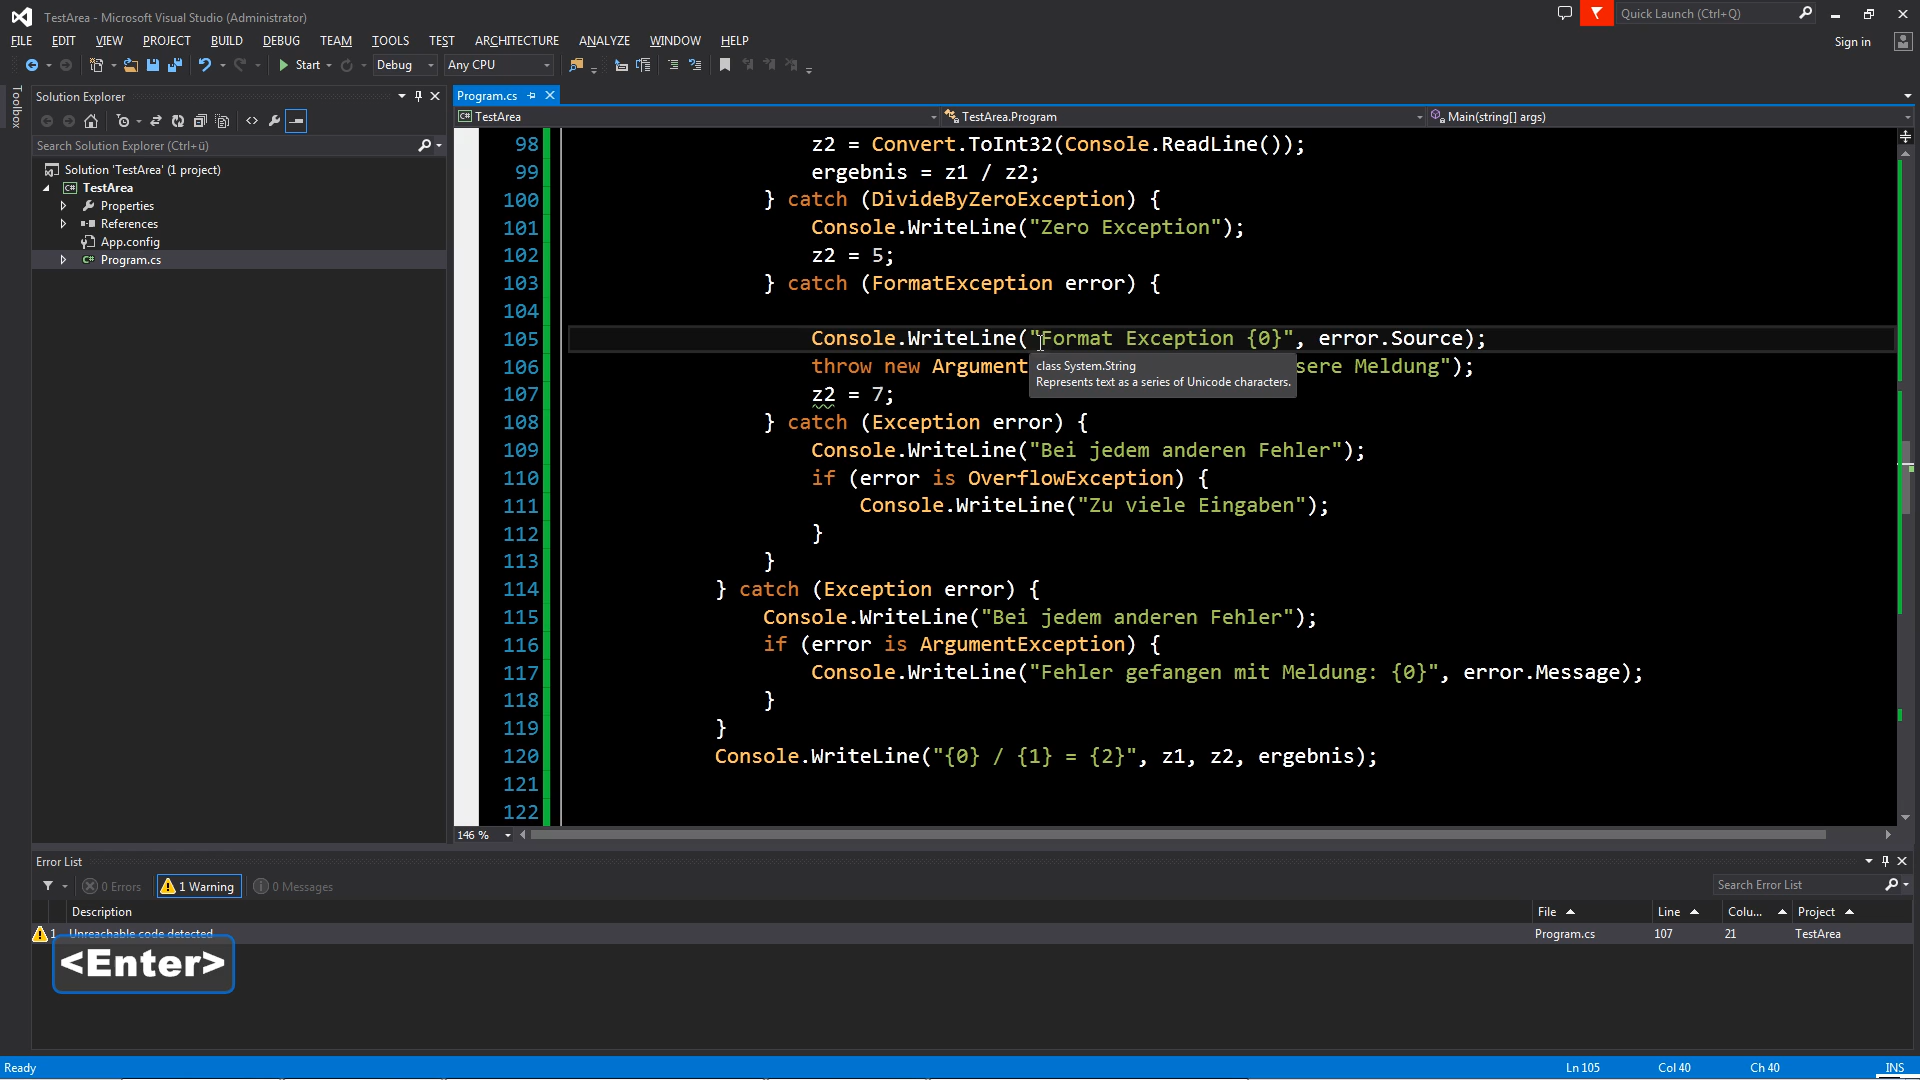 TestArea - Microsoft Visual Studio (Administrator)
Quick Launch (Ctrl+Q)
FILE EDIT VIEW PROJECT BUILD DEBUG TEAM TOOLS TEST ARCHITECTURE ANALYZE WINDOW HELP
Sign in
Start Debug Any CPU
Toolbox
Solution Explorer
Search Solution Explorer (Ctrl+ü)
Solution 'TestArea' (1 project)
C# TestArea
Properties
References
App.config
C# Program.cs
Program.cs
C# TestArea
TestArea.Program
Main(string[] args)
98 z2 = Convert.ToInt32(Console.ReadLine());
99 ergebnis = z1 / z2;
100 } catch (DivideByZeroException) {
101 Console.WriteLine("Zero Exception");
102 z2 = 5;
103 } catch (FormatException error) {
104
105 Console.WriteLine("Format Exception {0}", error.Source);
106 throw new Argument sere Meldung");
class System.String
Represents text as a series of Unicode characters.
107 z2 = 7;
108 } catch (Exception error) {
109 Console.WriteLine("Bei jedem anderen Fehler");
110 if (error is OverflowException) {
111 Console.WriteLine("Zu viele Eingaben");
112 }
113 }
114 } catch (Exception error) {
115 Console.WriteLine("Bei jedem anderen Fehler");
116 if (error is ArgumentException) {
117 Console.WriteLine("Fehler gefangen mit Meldung: {0}", error.Message);
118 }
119 }
120 Console.WriteLine("{0} / {1} = {2}", z1, z2, ergebnis);
121
122
146 %
Error List
0 Errors 1 Warning 0 Messages
Search Error List
Description File Line Colu... Project
1 Unreachable code detected Program.cs 107 21 TestArea
<Enter>
Ready Ln 105 Col 40 Ch 40 INS